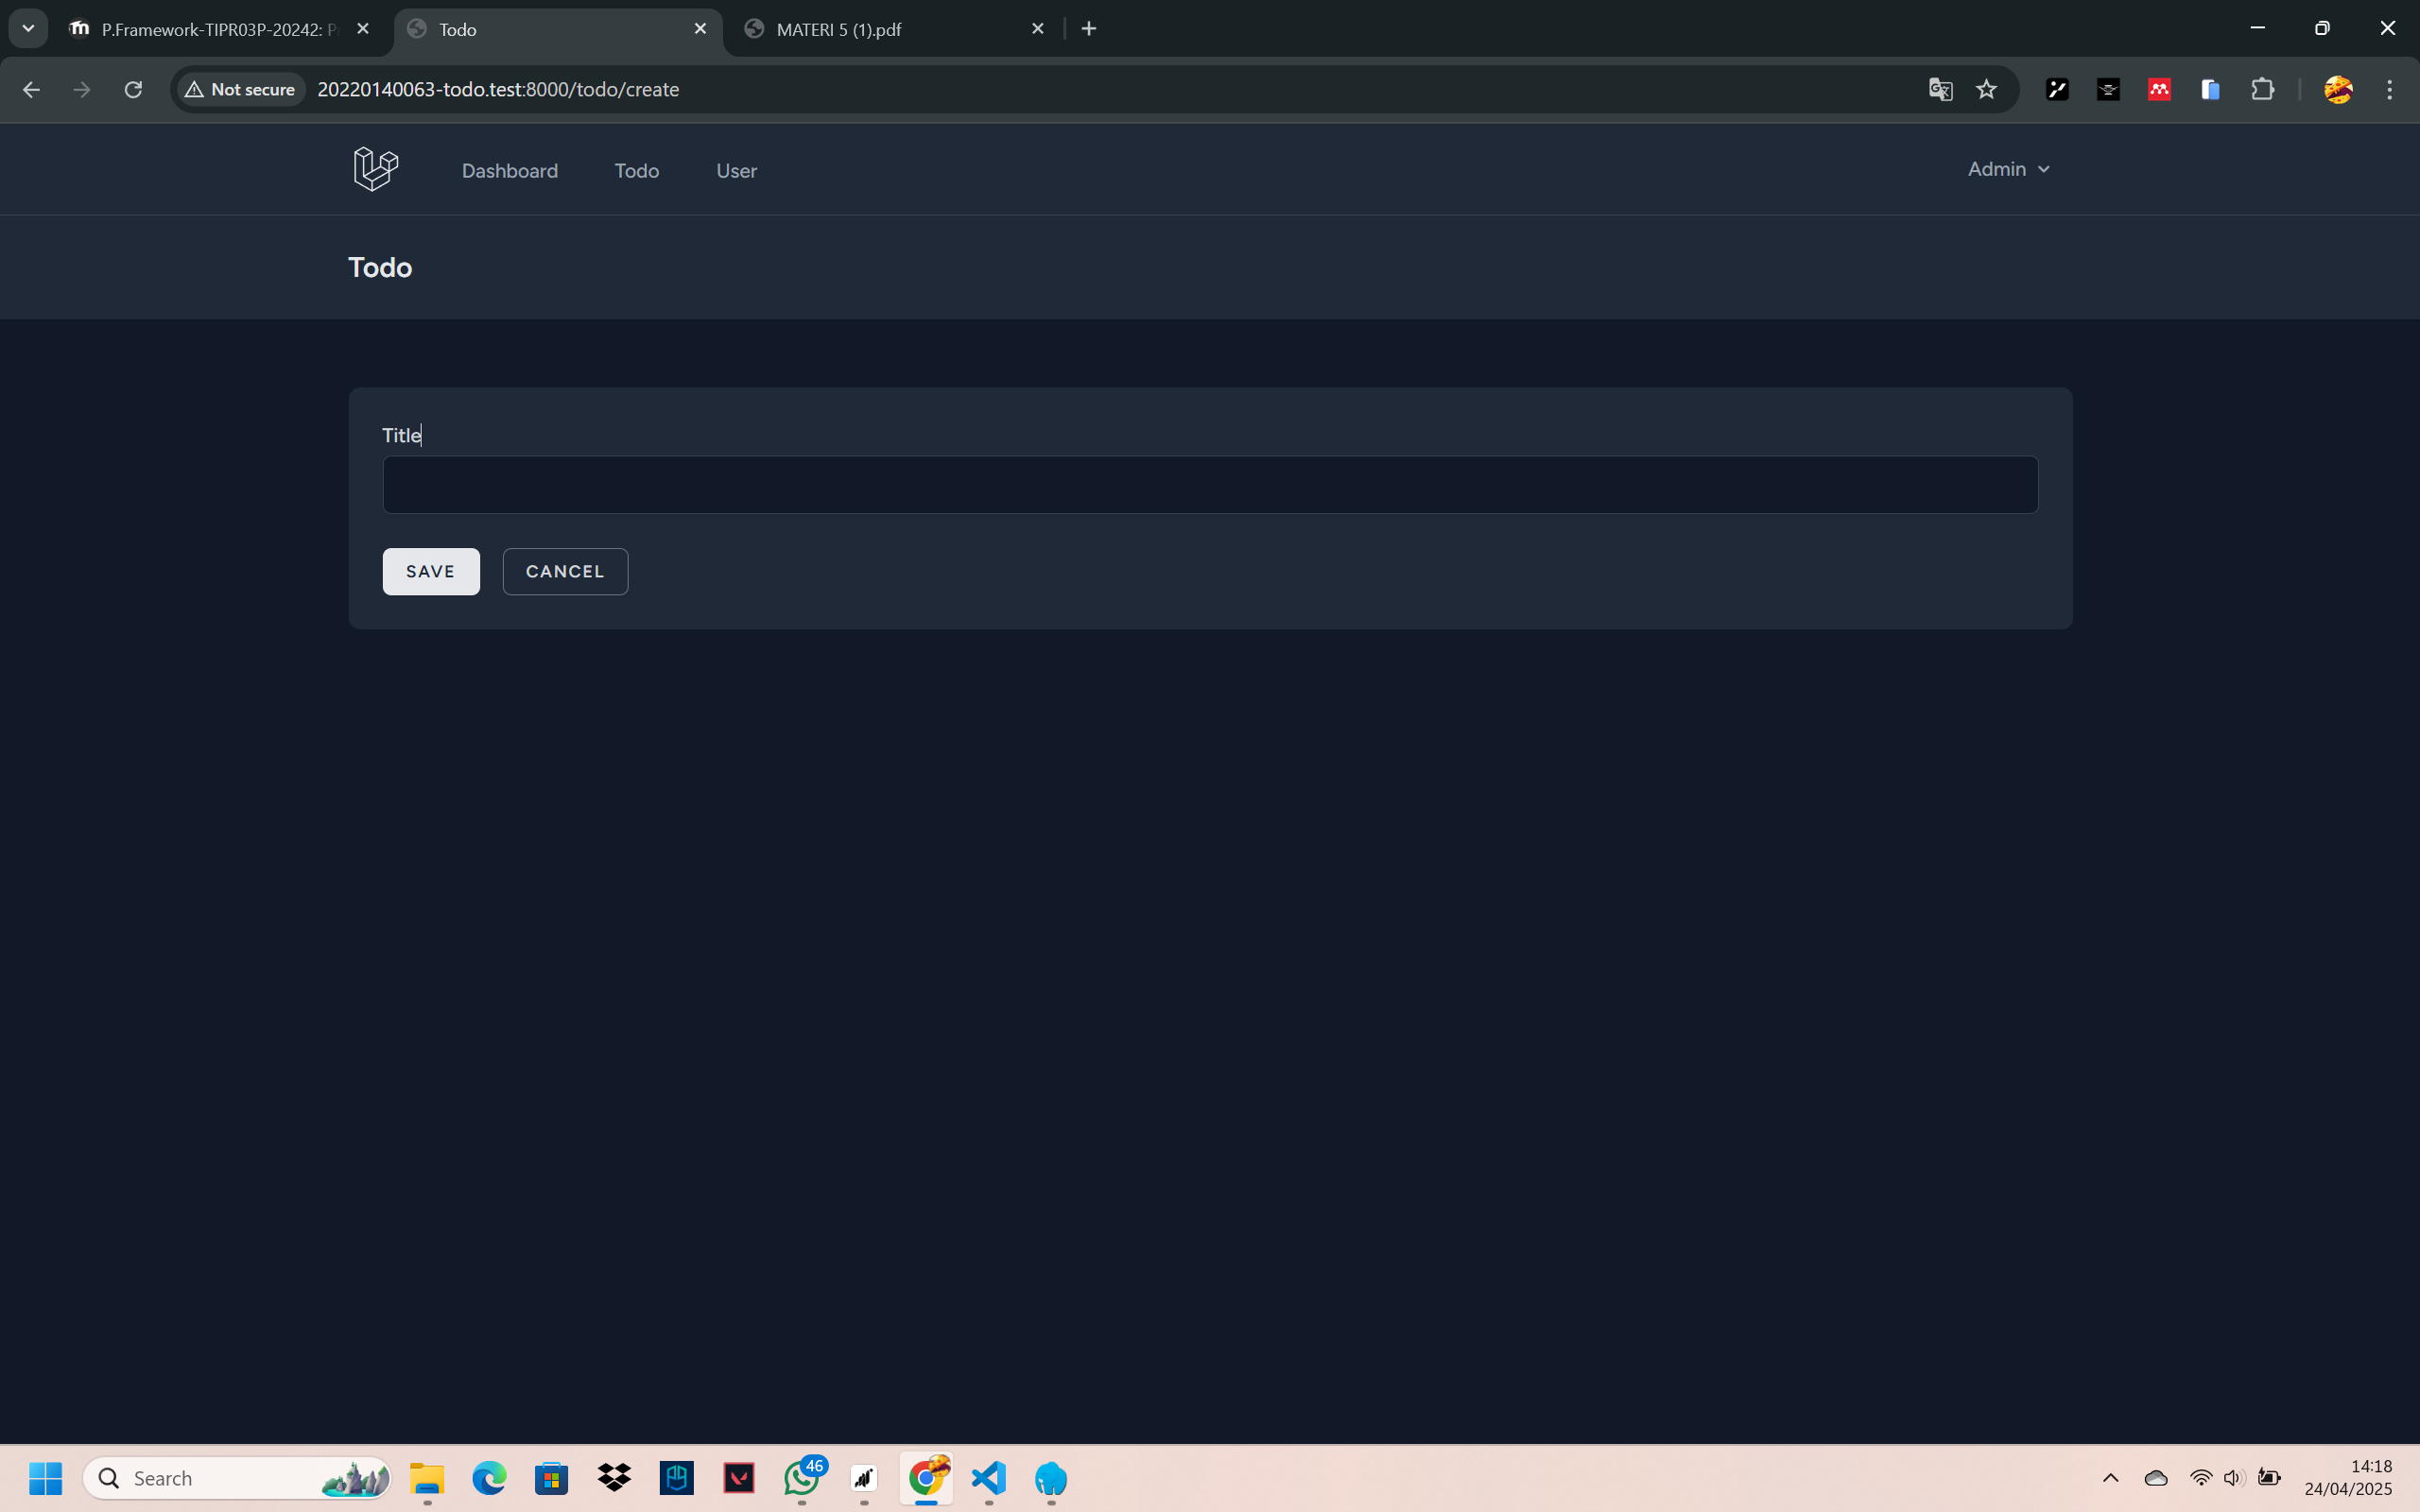 P.Framework-TIPR03P-20242: P
Todo
MATERI 5 (1).pdf
Not secure
20220140063-todo.test:8000/todo/create
Dashboard
Todo
User
Admin
Todo
Title
SAVE
CANCEL
Search
46
14:18
24/04/2025